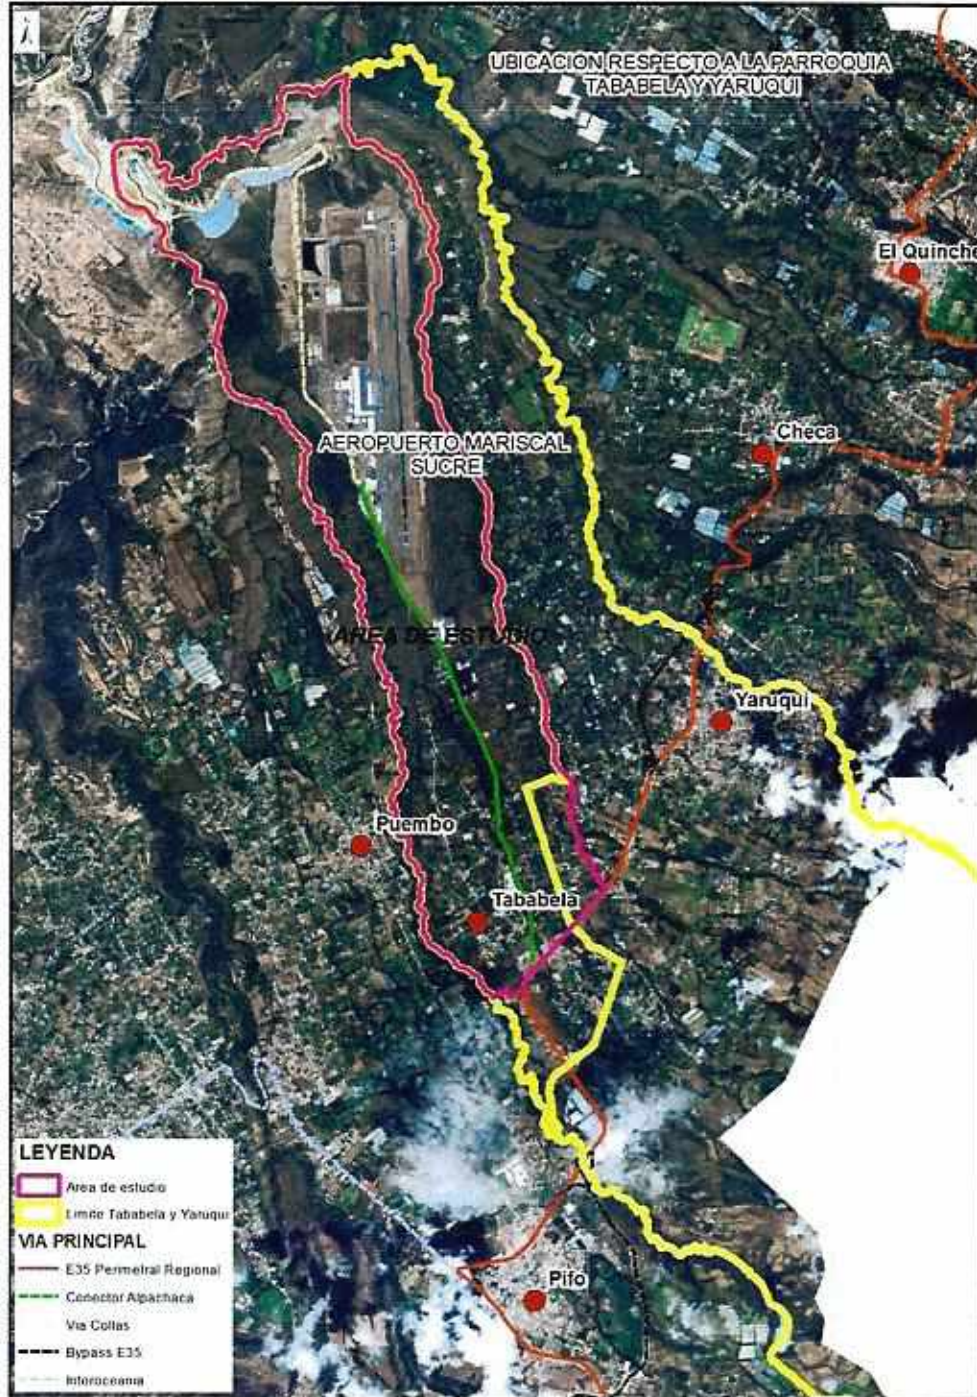 UBICACION RESPECTO A LA PARROQUIA
TABABELA Y YARUQUI
El Quinche
Checa
AEROPUERTO MARISCAL
SUCRE
AREA DE ESTUDIO
Yaruqui
Puembo
Tababela
Pifo
LEYENDA
Area de estudio
Limite Tababela y Yaruqui
VIA PRINCIPAL
E35 Perimetral Regional
Conector Alpachaca
Via Collas
Bypass E35
Interoceania